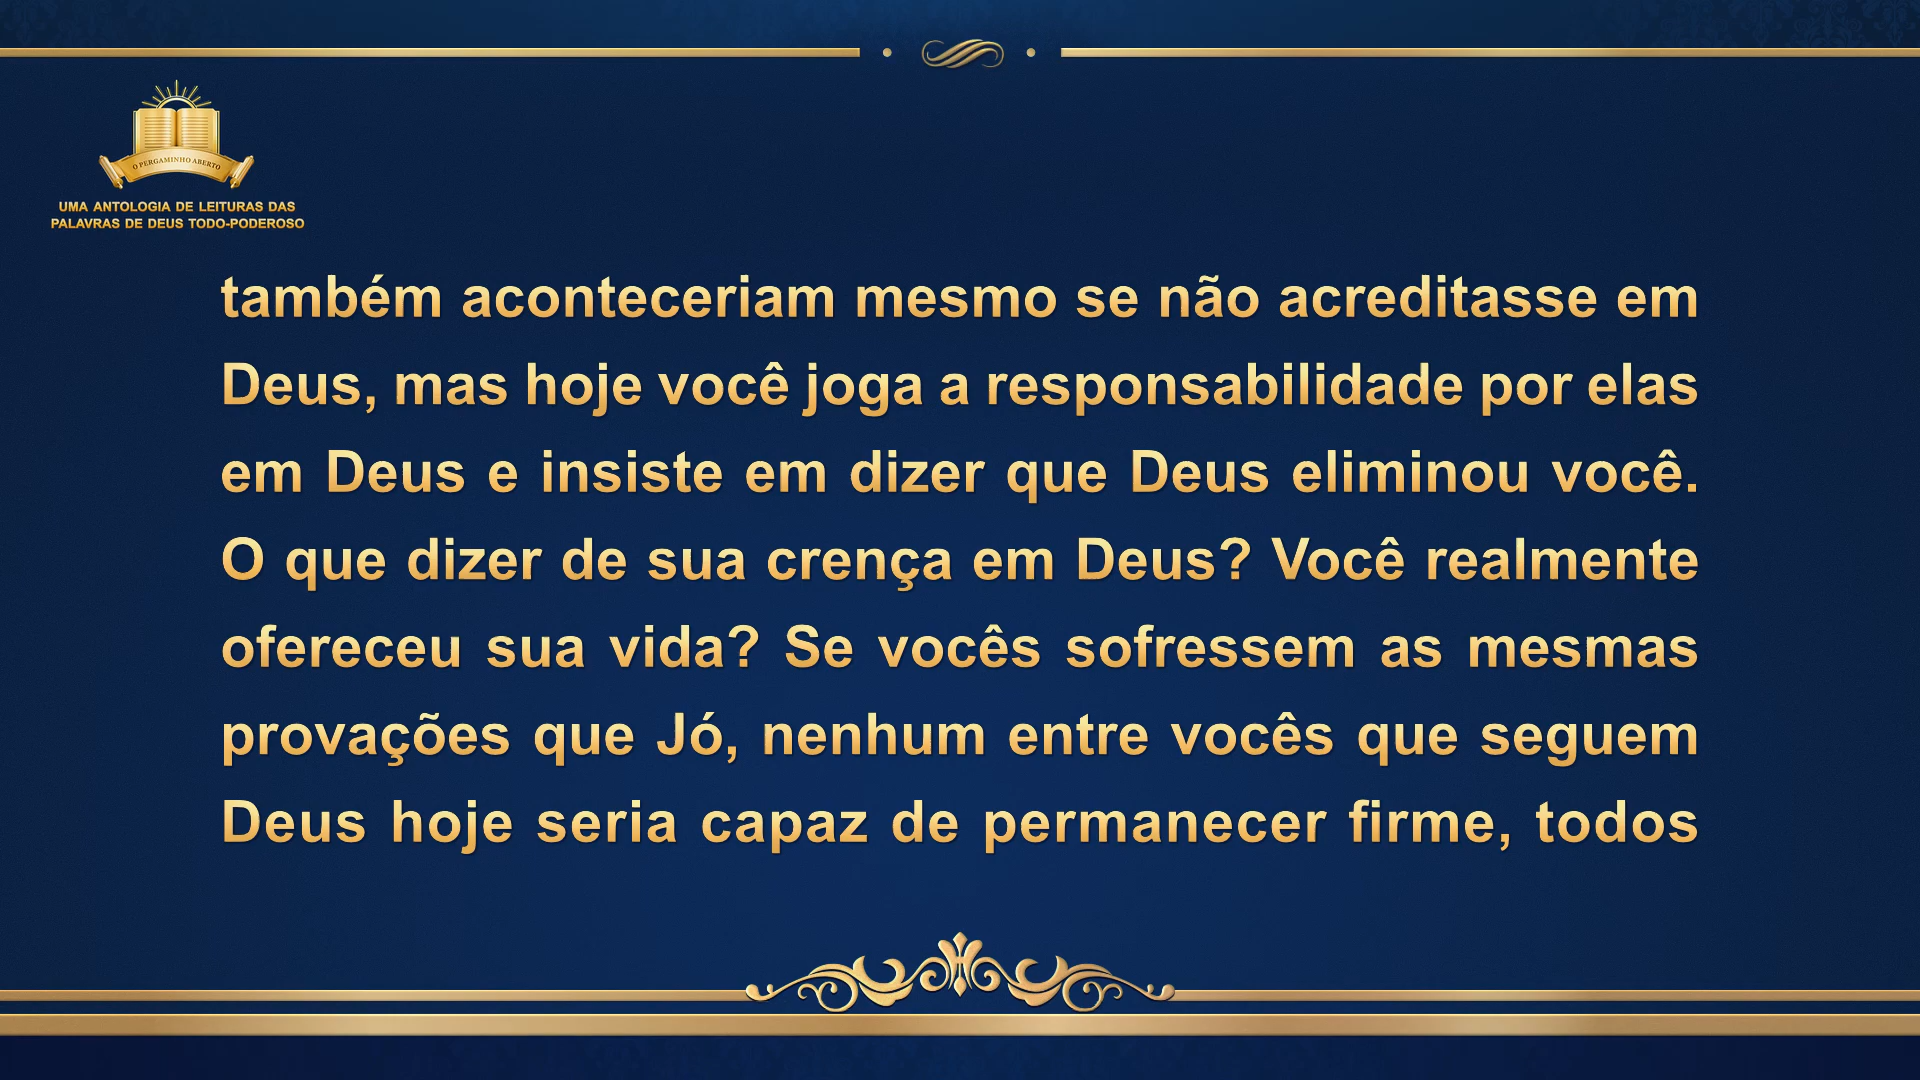 O PERGAMINHO ABERTO
UMA ANTOLOGIA DE LEITURAS DAS
PALAVRAS DE DEUS TODO-PODEROSO
também aconteceriam mesmo se não acreditasse em
Deus, mas hoje você joga a responsabilidade por elas
em Deus e insiste em dizer que Deus eliminou você.
O que dizer de sua crença em Deus? Você realmente
ofereceu sua vida? Se vocês sofressem as mesmas
provações que Jó, nenhum entre vocês que seguem
Deus hoje seria capaz de permanecer firme, todos